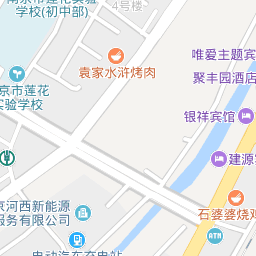 南京市莲花实验
学校(初中部)
4号楼
袁家水浒烤肉
唯爱主题宾
聚丰园酒店
京市莲花
实验学校
银祥宾馆
建源宾
京河西新能源
服务有限公司
石婆婆烧鸡
ATM
电动汽车充电站